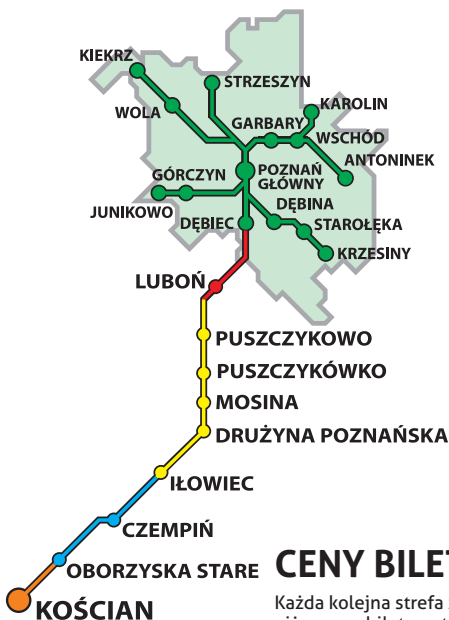 KIEKRZ
STRZESZYN
WOLA
KAROLIN
GARBARY
WSCHÓD
ANTONINEK
GÓRCZYN
POZNAŃ
GŁÓWNY
JUNIKOWO
DĘBINA
DĘBIEC
STAROŁĘKA
KRZESINY
LUBOŃ
PUSZCZYKOWO
PUSZCZYKÓWKO
MOSINA
DRUŻYNA POZNAŃSKA
IŁOWIEC
CZEMPIŃ
OBORZYSKA STARE
KOŚCIAN
CENY BILET
Każda kolejna strefa